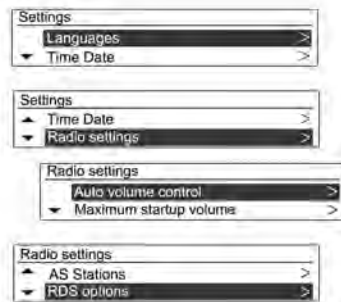 Settings
Languages >
Time Date >
Settings
Time Date >
Radio settings >
Radio settings
Auto volume control >
Maximum startup volume >
Radio settings
AS Stations >
RDS options >